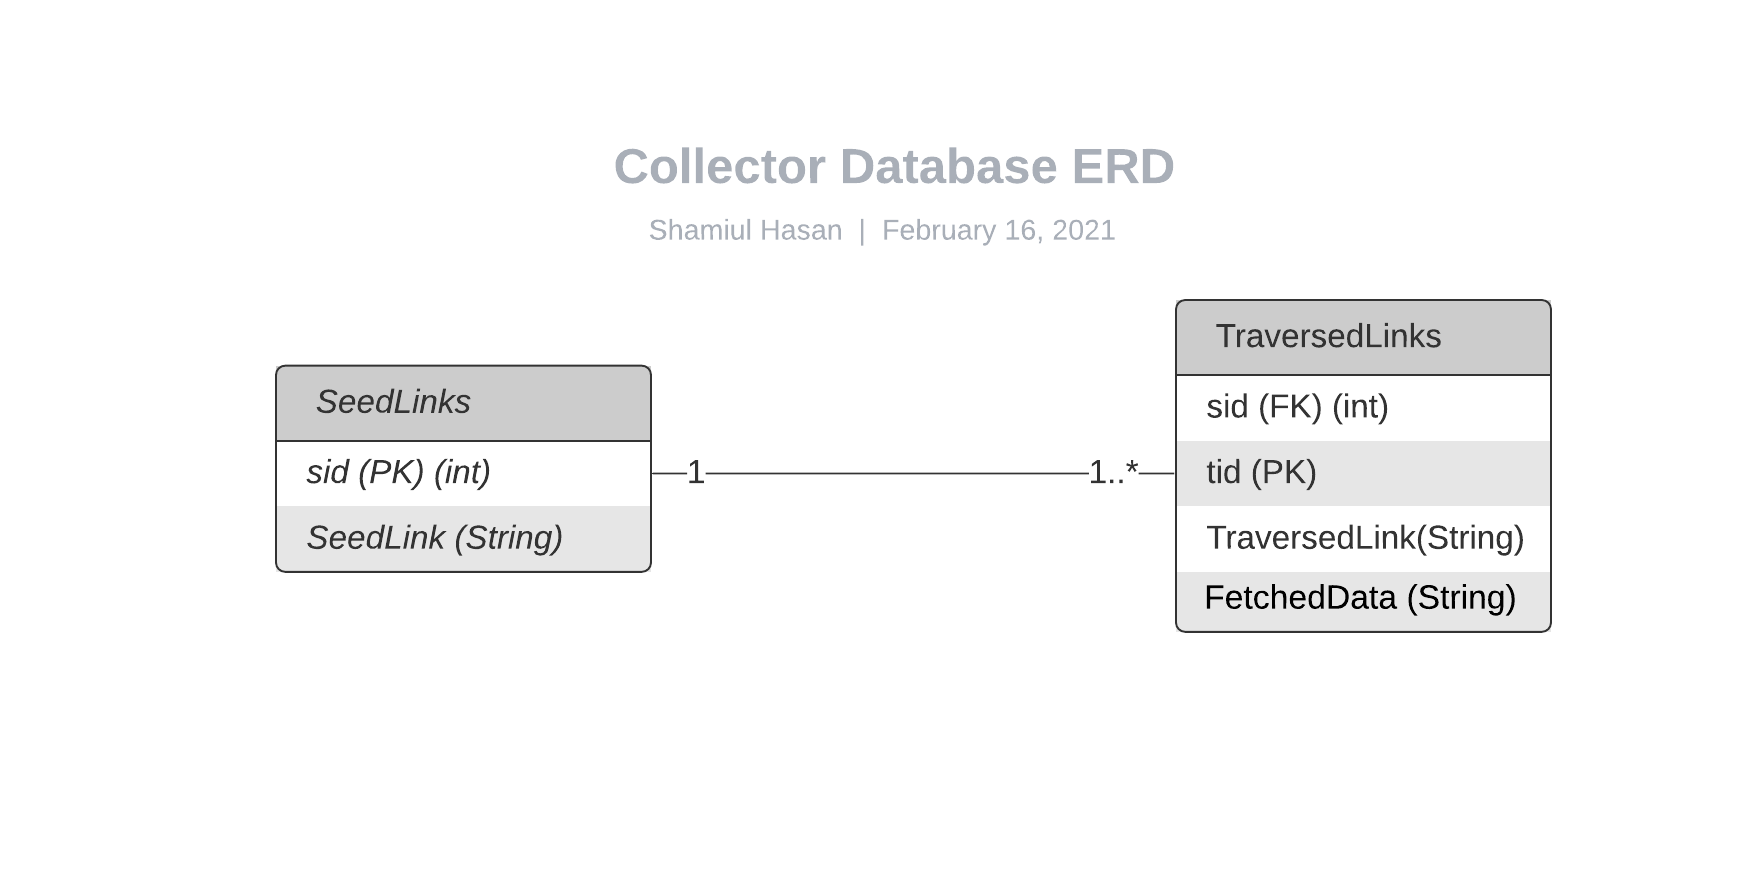 Collector Database ERD
Shamiul Hasan | February 16, 2021
SeedLinks
sid (PK) (int)
SeedLink (String)
1
1..*
TraversedLinks
sid (FK) (int)
tid (PK)
TraversedLink(String)
FetchedData (String)